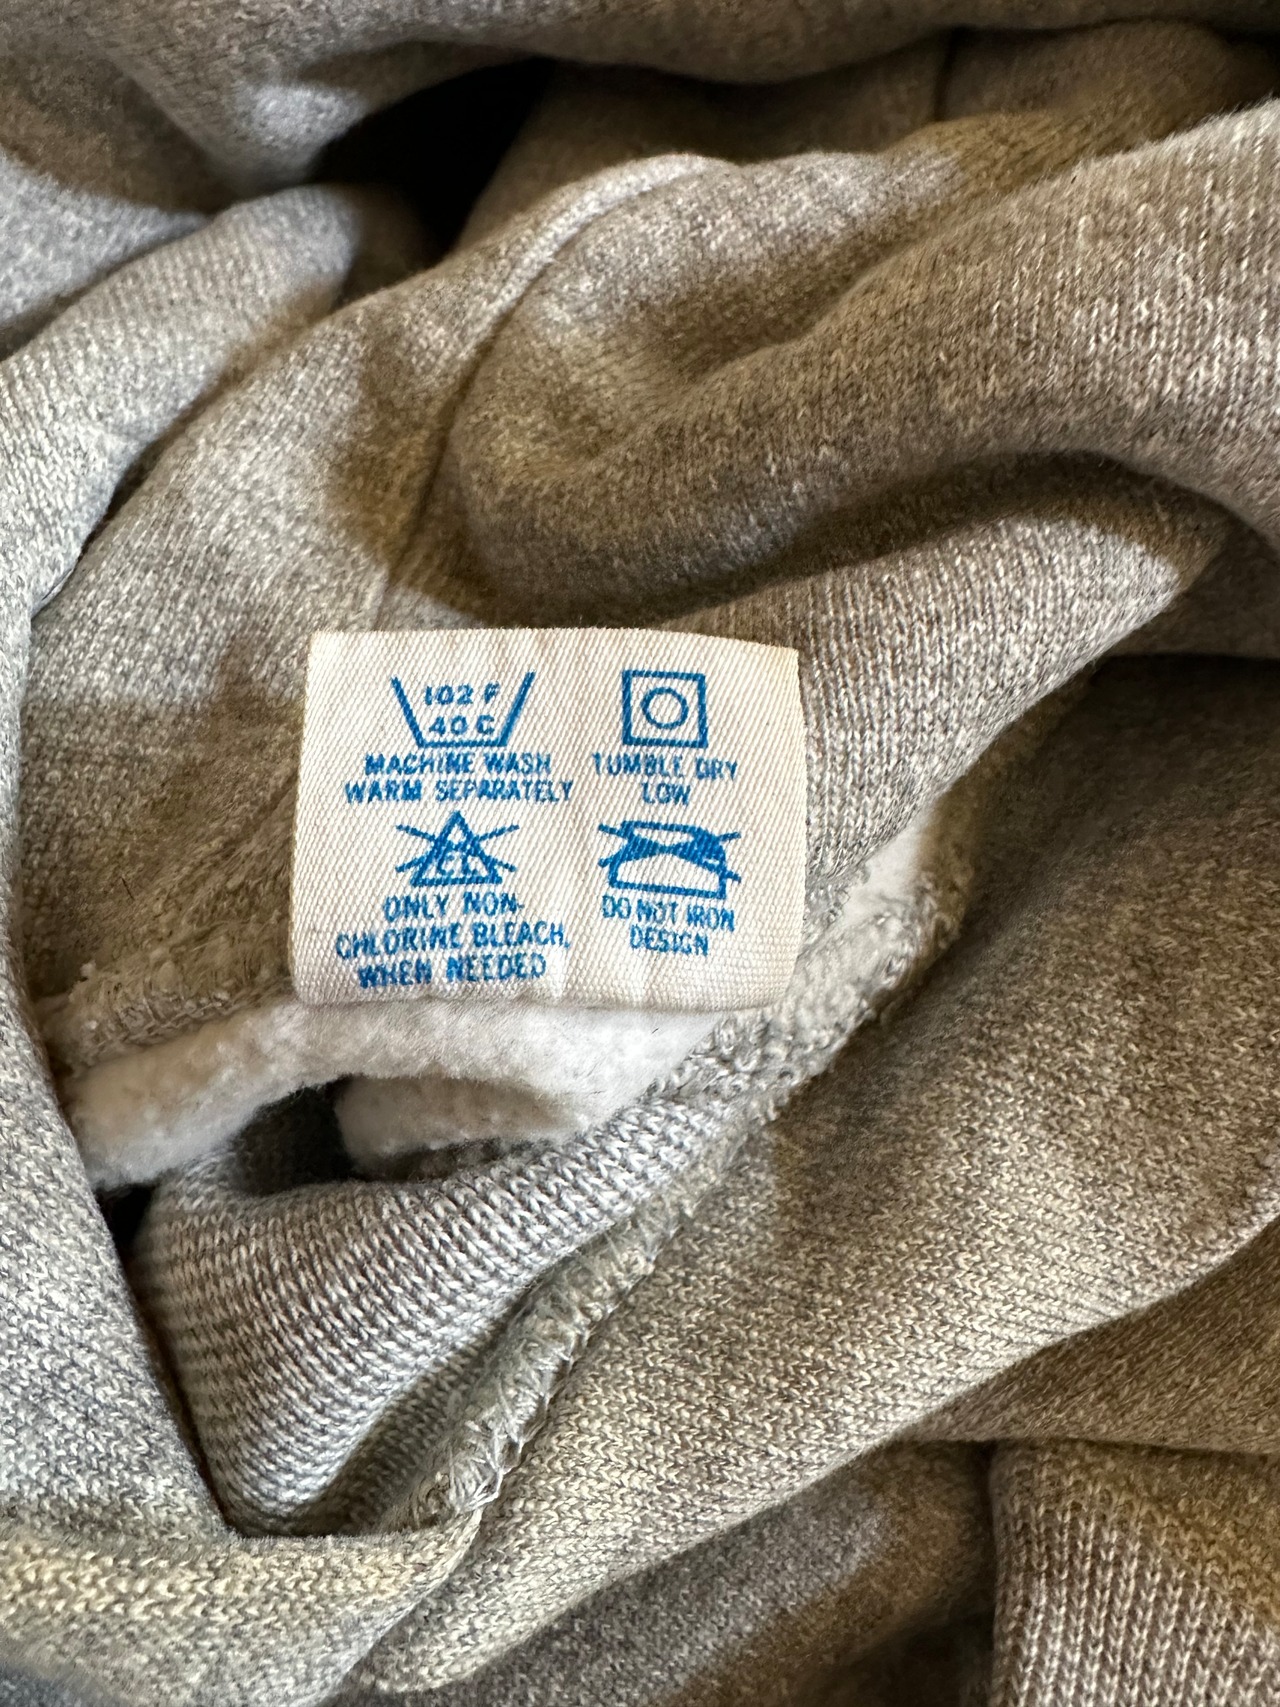 102 F
40 C
MACHINE WASH
WARM SEPARATELY
TUMBLE DRY
LOW
CL
ONLY NON-
CHLORINE BLEACH,
WHEN NEEDED
DO NOT IRON
DESIGN